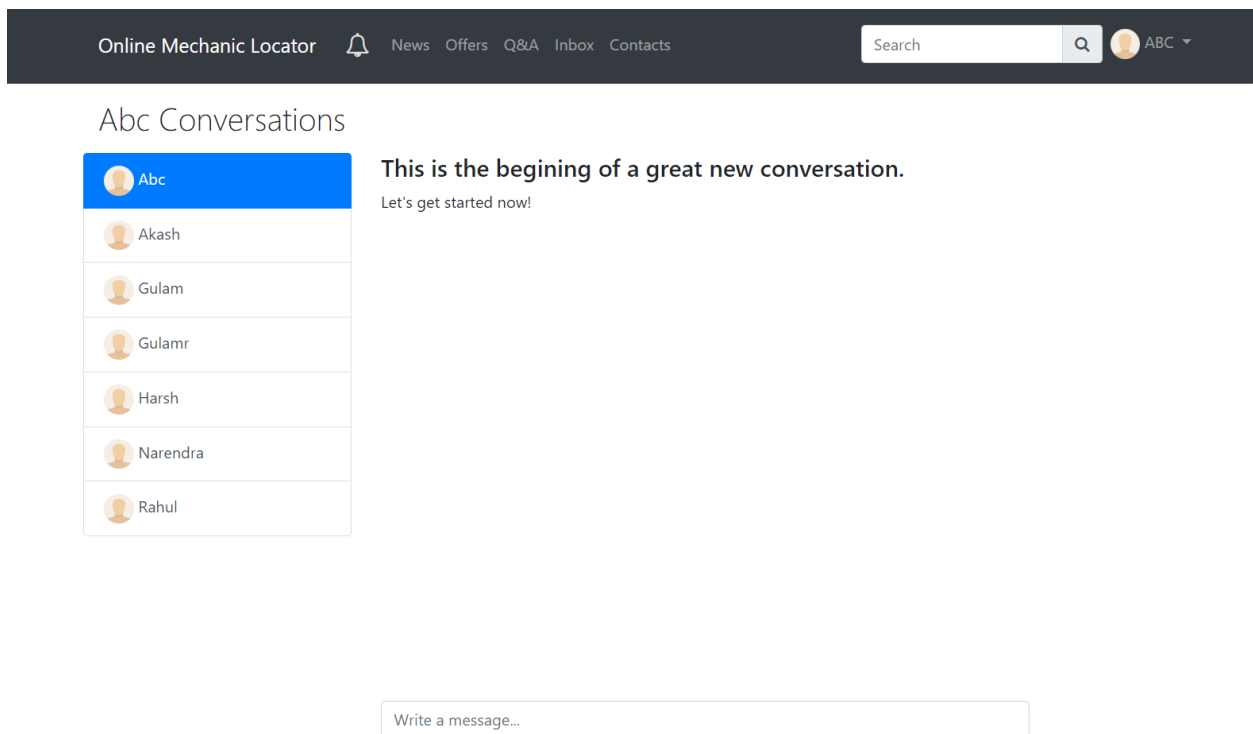 Online Mechanic Locator News Offers Q&A Inbox Contacts Search ABC
Abc Conversations
Abc
Akash
Gulam
Gulamr
Harsh
Narendra
Rahul
This is the begining of a great new conversation.
Let's get started now!
Write a message...